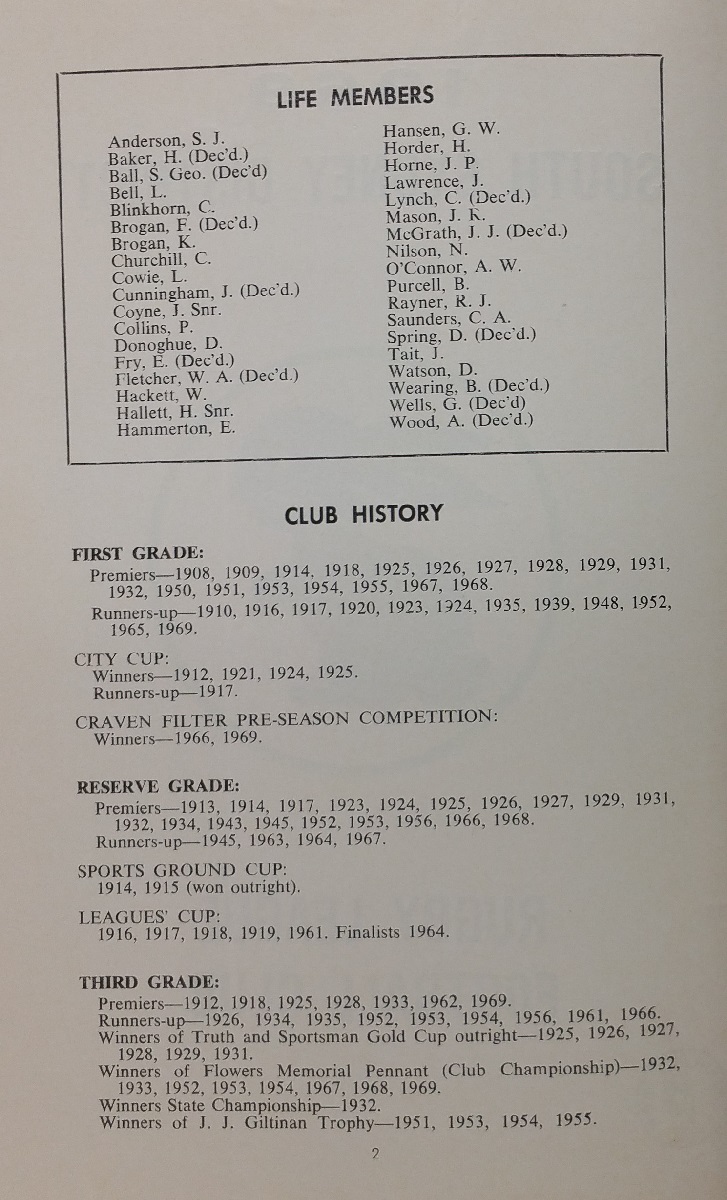 LIFE MEMBERS
Anderson, S. J.
Baker, H. (Dec'd.)
Ball, S. Geo. (Dec'd)
Bell, L.
Blinkhorn, C.
Brogan, F. (Dec'd.)
Brogan, K.
Churchill, C.
Cowie, L.
Cunningham, J. (Dec'd.)
Coyne, J. Snr.
Collins, P.
Donoghue, D.
Fry, E. (Dec'd.)
Fletcher, W. A. (Dec'd.)
Hackett, W.
Hallett, H. Snr.
Hammerton, E.
Hansen, G. W.
Horder, H.
Horne, J. P.
Lawrence, J.
Lynch, C. (Dec'd.)
Mason, J. R.
McGrath, J. J. (Dec'd.)
Nilson, N.
O'Connor, A. W.
Purcell, B.
Rayner, R. J.
Saunders, C. A.
Spring, D. (Dec'd.)
Tait, J.
Watson, D.
Wearing, B. (Dec'd.)
Wells, G. (Dec'd)
Wood, A. (Dec'd.)
CLUB HISTORY
FIRST GRADE:
Premiers—1908, 1909, 1914, 1918, 1925, 1926, 1927, 1928, 1929, 1931,
1932, 1950, 1951, 1953, 1954, 1955, 1967, 1968.
Runners-up—1910, 1916, 1917, 1920, 1923, 1924, 1935, 1939, 1948, 1952,
1965, 1969.
CITY CUP:
Winners—1912, 1921, 1924, 1925.
Runners-up—1917.
CRAVEN FILTER PRE-SEASON COMPETITION:
Winners—1966, 1969.
RESERVE GRADE:
Premiers—1913, 1914, 1917, 1923, 1924, 1925, 1926, 1927, 1929, 1931,
1932, 1934, 1943, 1945, 1952, 1953, 1956, 1966, 1968.
Runners-up—1945, 1963, 1964, 1967.
SPORTS GROUND CUP:
1914, 1915 (won outright).
LEAGUES' CUP:
1916, 1917, 1918, 1919, 1961. Finalists 1964.
THIRD GRADE:
Premiers—1912, 1918, 1925, 1928, 1933, 1962, 1969.
Runners-up—1926, 1934, 1935, 1952, 1953, 1954, 1956, 1961, 1966.
Winners of Truth and Sportsman Gold Cup outright—1925, 1926, 1927,
1928, 1929, 1931.
Winners of Flowers Memorial Pennant (Club Championship)—1932,
1933, 1952, 1953, 1954, 1967, 1968, 1969.
Winners State Championship—1932.
Winners of J. J. Giltinan Trophy—1951, 1953, 1954, 1955.
2